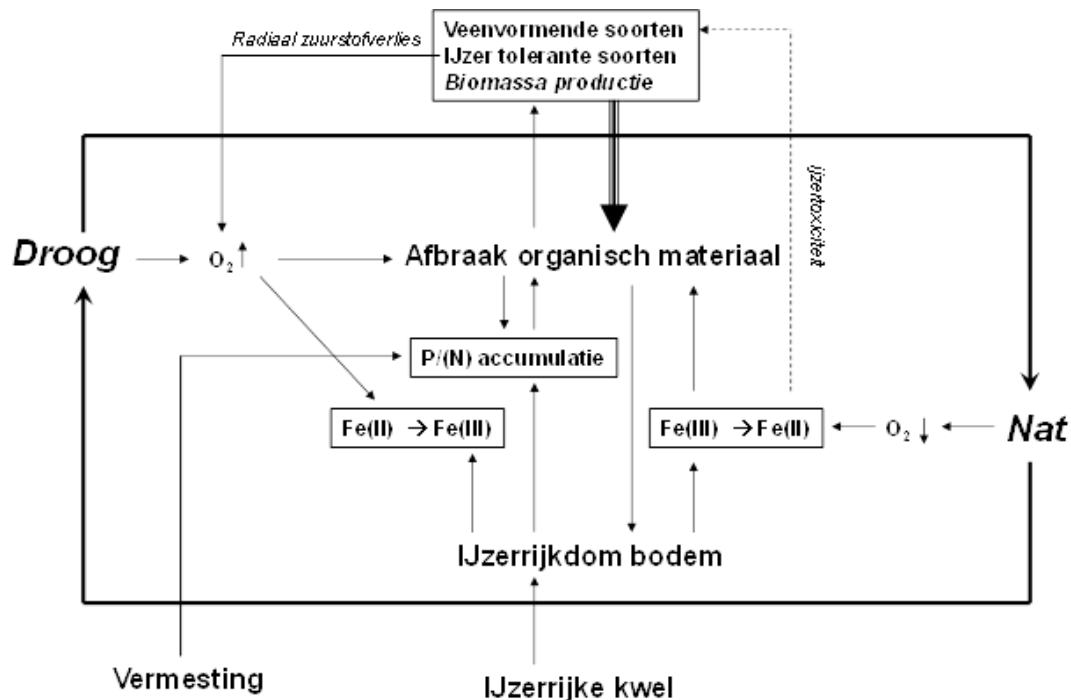 Veenvormende soorten
IJzer tolerante soorten
Biomassa productie
Radiaal zuurstofverlies
ijzertoxiciteit
Droog
O₂ ↑
Afbraak organisch materiaal
P/(N) accumulatie
Fe(II) → Fe(III)
Fe(III) → Fe(II)
O₂ ↓
Nat
IJzerrijkdom bodem
Vermesting
IJzerrijke kwel